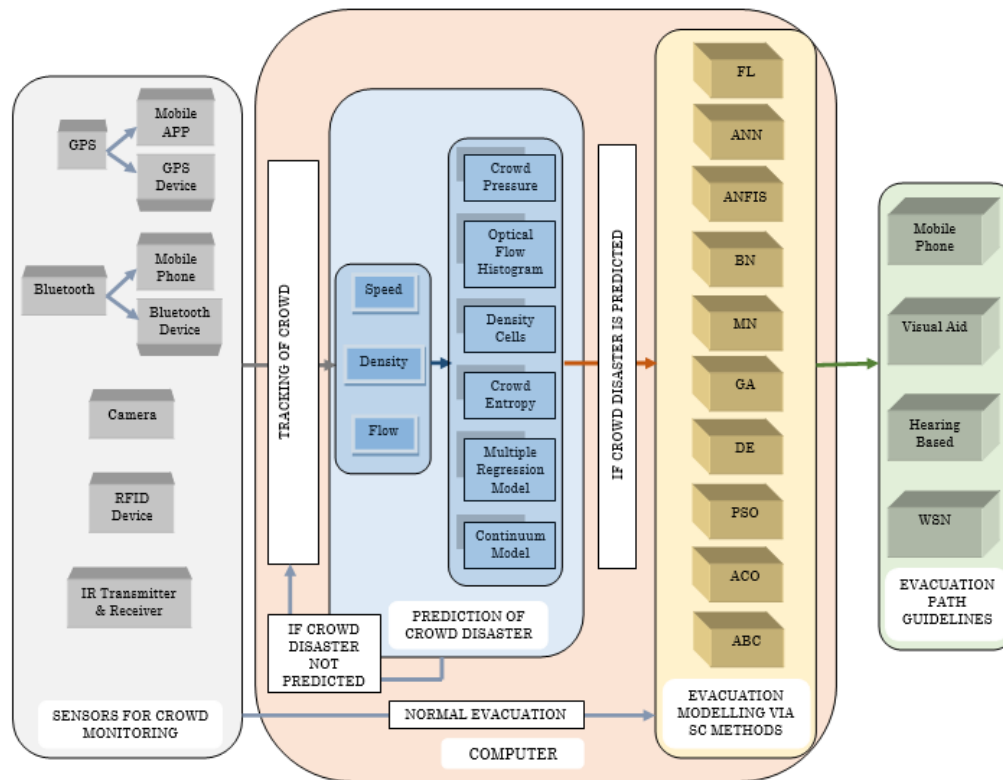 GPS
Mobile
APP
GPS
Device
Bluetooth
Mobile
Phone
Bluetooth
Device
Camera
RFID
Device
IR Transmitter
& Receiver
SENSORS FOR CROWD
MONITORING
TRACKING OF CROWD
IF CROWD
DISASTER
NOT
PREDICTED
Speed
Density
Flow
Crowd
Pressure
Optical
Flow
Histogram
Density
Cells
Crowd
Entropy
Multiple
Regression
Model
Continuum
Model
PREDICTION OF
CROWD DISASTER
IF CROWD DISASTER IS PREDICTED
NORMAL EVACUATION
COMPUTER
FL
ANN
ANFIS
BN
MN
GA
DE
PSO
ACO
ABC
EVACUATION
MODELLING VIA
SC METHODS
Mobile
Phone
Visual Aid
Hearing
Based
WSN
EVACUATION
PATH
GUIDELINES